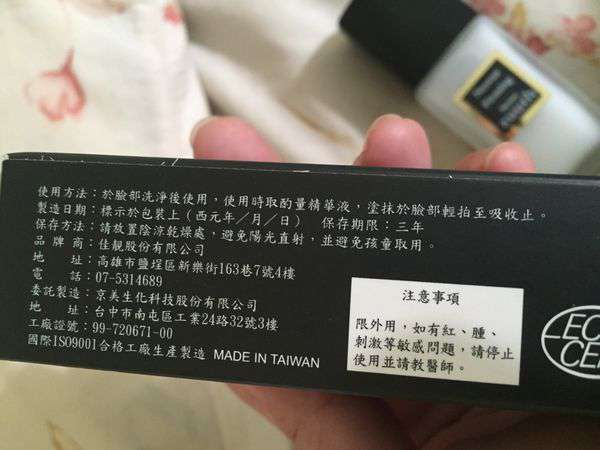 使用方法：於臉部洗淨後使用，使用時取酌量精華液，塗抹於臉部輕拍至吸收止。
製造日期：標示於包裝上（西元年／月／日） 保存期限：三年
保存方法：請放置陰涼乾燥處，避免陽光直射，並避免孩童取用。
品牌商：佳靚股份有限公司
地址：高雄市鹽埕區新樂街163巷7號4樓
電話：07-5314689
委託製造：京美生化科技股份有限公司
地址：台中市南屯區工業24路32號3樓
工廠證號：99-720671-00
國際ISO9001合格工廠生產製造 MADE IN TAIWAN
注意事項
限外用，如有紅、腫、
刺激等敏感問題，請停止
使用並請教醫師。